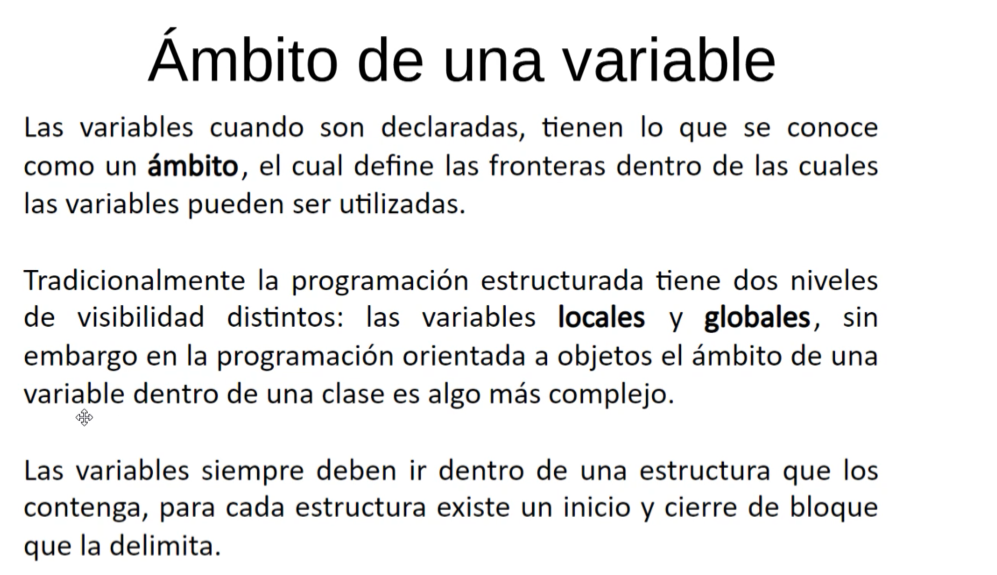 Ámbito de una variable
Las variables cuando son declaradas, tienen lo que se conoce
como un ámbito, el cual define las fronteras dentro de las cuales
las variables pueden ser utilizadas.
Tradicionalmente la programación estructurada tiene dos niveles
de visibilidad distintos: las variables locales y globales, sin
embargo en la programación orientada a objetos el ámbito de una
variable dentro de una clase es algo más complejo.
Las variables siempre deben ir dentro de una estructura que los
contenga, para cada estructura existe un inicio y cierre de bloque
que la delimita.